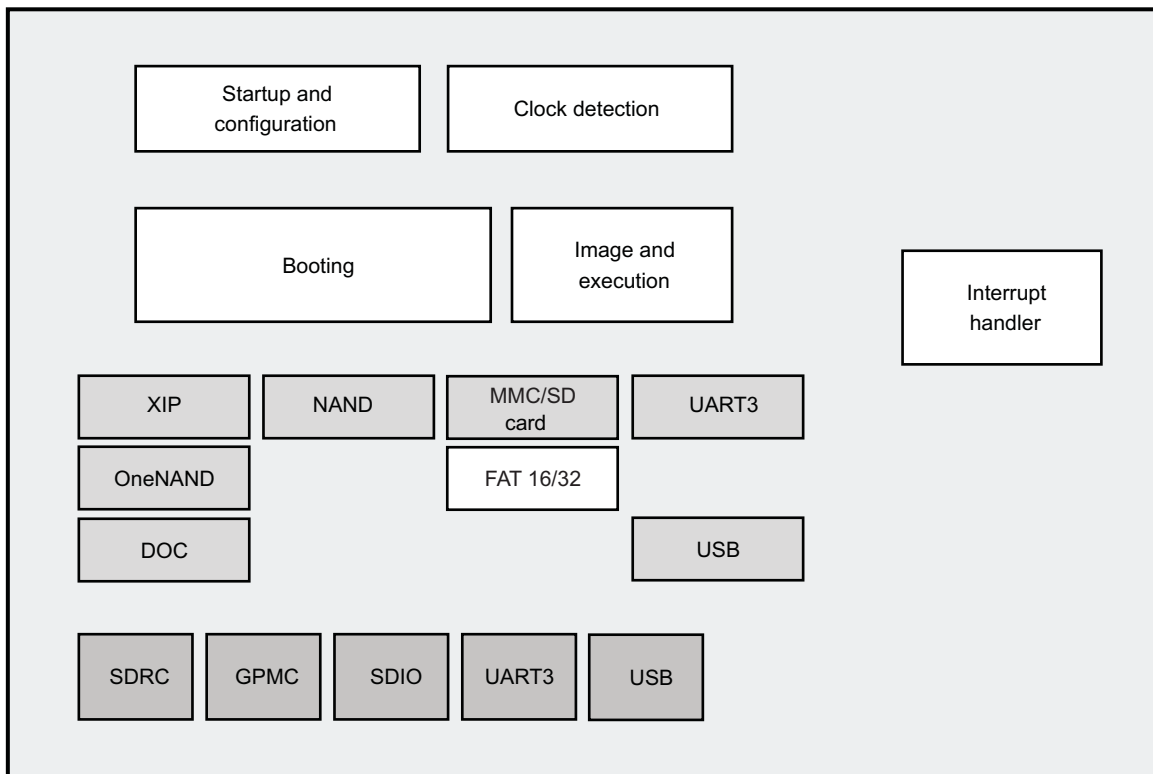 Startup and
configuration
Clock detection
Booting
Image and
execution
Interrupt
handler
XIP
NAND
MMC/SD
card
UART3
OneNAND
FAT 16/32
DOC
USB
SDRC
GPMC
SDIO
UART3
USB